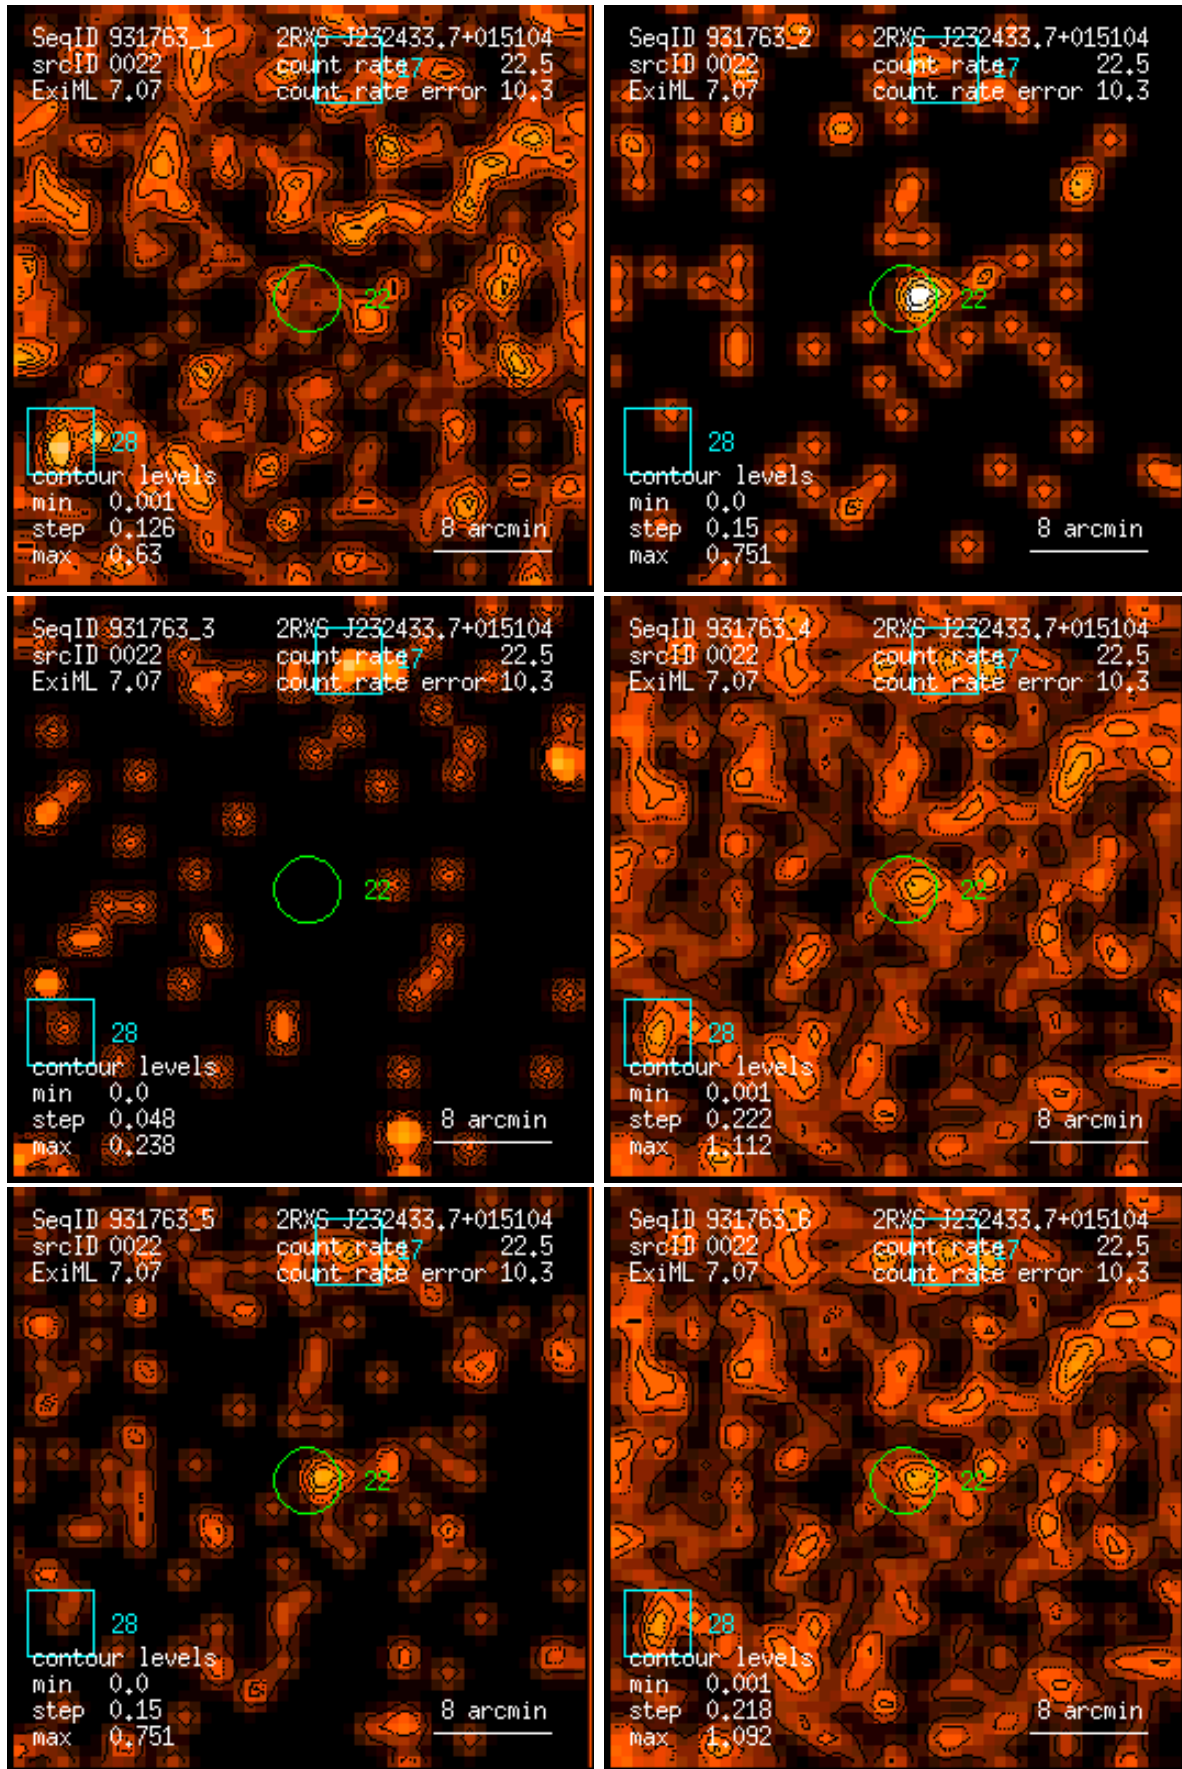 SeqID 931763_1 2RXS J232433.7+015104
srcID 0022 count rate 17 22.5
ExiML 7.07 count rate error 10.3
22
28
contour levels
min 0.001
step 0.126 8 arcmin
max 0.63
SeqID 931763_2 2RXS J232433.7+015104
srcID 0022 count rate 17 22.5
ExiML 7.07 count rate error 10.3
22
28
contour levels
min 0.0
step 0.15 8 arcmin
max 0.751
SeqID 931763_3 2RXS J232433.7+015104
srcID 0022 count rate 17 22.5
ExiML 7.07 count rate error 10.3
22
28
contour levels
min 0.0
step 0.048 8 arcmin
max 0.238
SeqID 931763_4 2RXS J232433.7+015104
srcID 0022 count rate 17 22.5
ExiML 7.07 count rate error 10.3
22
28
contour levels
min 0.001
step 0.222 8 arcmin
max 1.112
SeqID 931763_5 2RXS J232433.7+015104
srcID 0022 count rate 17 22.5
ExiML 7.07 count rate error 10.3
22
28
contour levels
min 0.0
step 0.15 8 arcmin
max 0.751
SeqID 931763_6 2RXS J232433.7+015104
srcID 0022 count rate 17 22.5
ExiML 7.07 count rate error 10.3
22
28
contour levels
min 0.001
step 0.218 8 arcmin
max 1.092